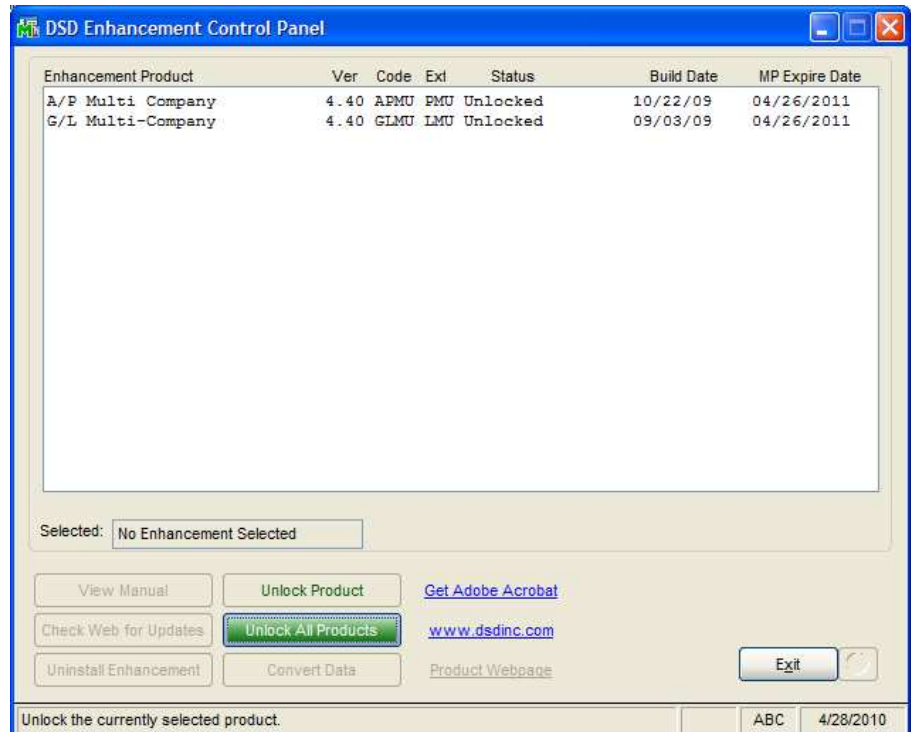 DSD Enhancement Control Panel
Enhancement Product Ver Code Ext Status Build Date MP Expire Date
A/P Multi Company 4.40 APMU PMU Unlocked 10/22/09 04/26/2011
G/L Multi-Company 4.40 GLMU LMU Unlocked 09/03/09 04/26/2011
Selected: No Enhancement Selected
View Manual Unlock Product Get Adobe Acrobat
Check Web for Updates Unlock All Products www.dsdinc.com
Uninstall Enhancement Convert Data Product Webpage Exit
Unlock the currently selected product. ABC 4/28/2010